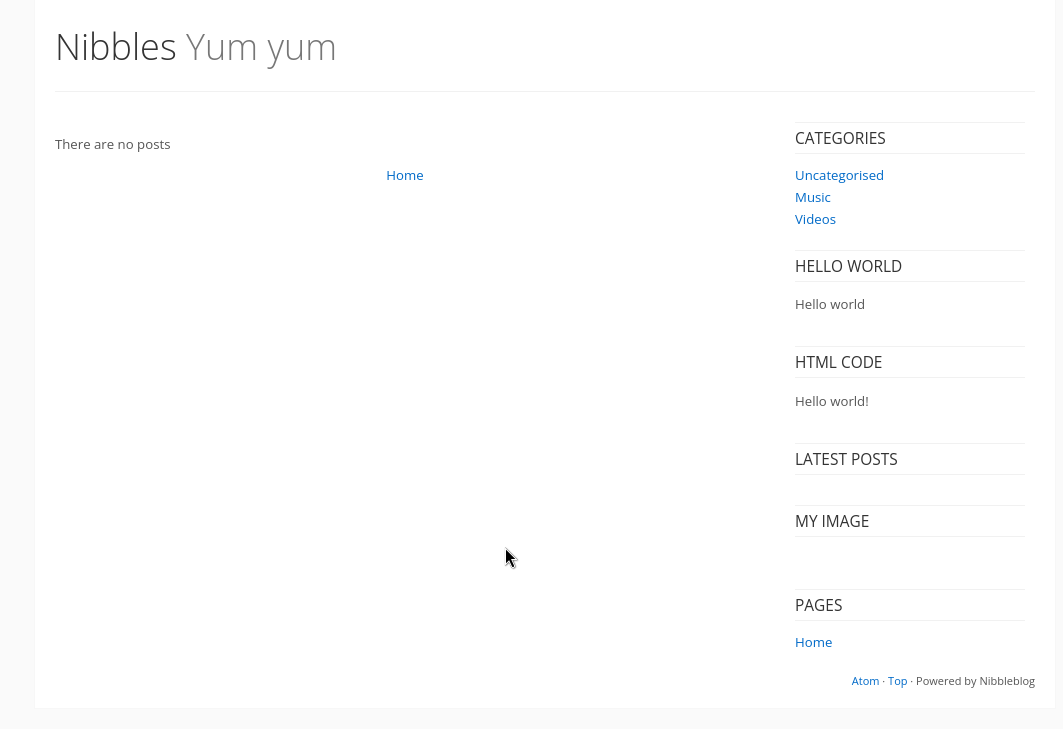 Nibbles Yum yum
There are no posts
Home
CATEGORIES
Uncategorised
Music
Videos
HELLO WORLD
Hello world
HTML CODE
Hello world!
LATEST POSTS
MY IMAGE
PAGES
Home
Atom · Top · Powered by Nibbleblog